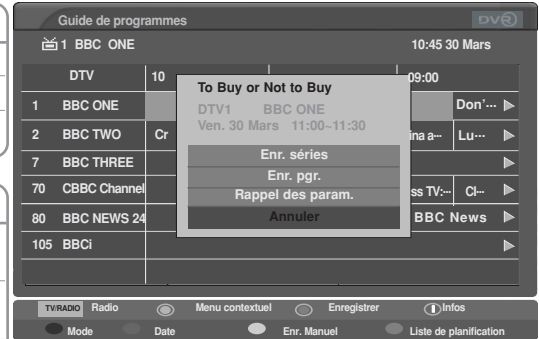 Guide de programmes
DVR
1 BBC ONE 10:45 30 Mars
DTV 10 09:00
1 BBC ONE Don'...
2 BBC TWO Cr ina a... Lu...
7 BBC THREE
70 CBBC Channel ss TV:... Cl...
80 BBC NEWS 24 BBC News
105 BBCi
To Buy or Not to Buy
DTV1 BBC ONE
Ven. 30 Mars 11:00~11:30
Enr. séries
Enr. pgr.
Rappel des param.
Annuler
TV/RADIO Radio Menu contextuel Enregistrer Infos
Mode Date Enr. Manuel Liste de planification